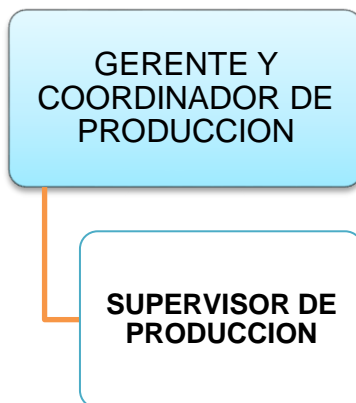 GERENTE Y
COORDINADOR DE
PRODUCCION
SUPERVISOR DE
PRODUCCION